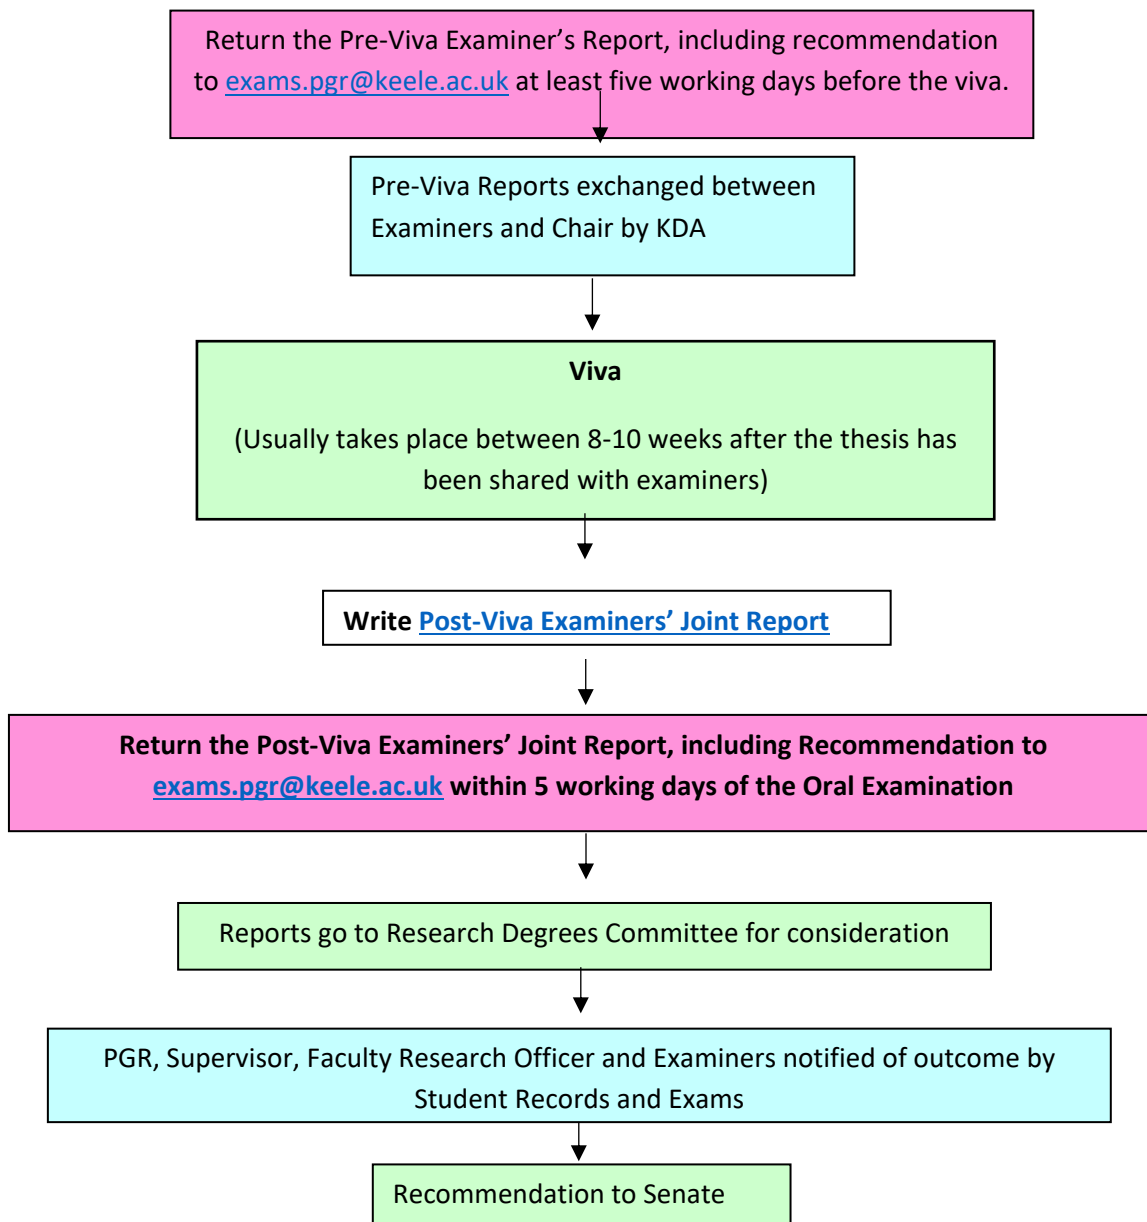 Return the Pre-Viva Examiner’s Report, including recommendation
to exams.pgr@keele.ac.uk at least five working days before the viva.
Pre-Viva Reports exchanged between
Examiners and Chair by KDA
Viva
(Usually takes place between 8-10 weeks after the thesis has
been shared with examiners)
Write Post-Viva Examiners’ Joint Report
Return the Post-Viva Examiners’ Joint Report, including Recommendation to
exams.pgr@keele.ac.uk within 5 working days of the Oral Examination
Reports go to Research Degrees Committee for consideration
PGR, Supervisor, Faculty Research Officer and Examiners notified of outcome by
Student Records and Exams
Recommendation to Senate